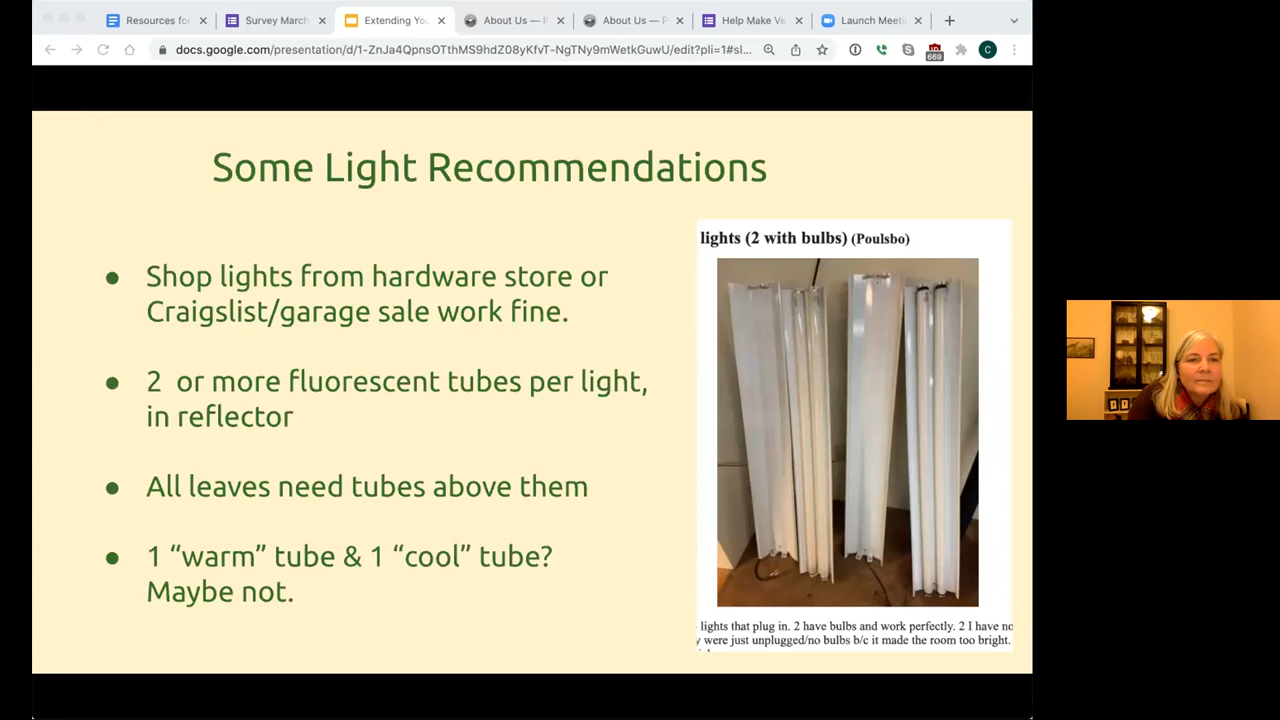 Resources for
Survey March
Extending You
About Us — P
About Us — P
Help Make Ve
Launch Meeti
docs.google.com/presentation/d/1-ZnJa4QpnsOTthMS9hdZ08yKfvT-NgTNy9mWetkGuwU/edit?pli=1#sl...
669
C
Some Light Recommendations
● Shop lights from hardware store or
Craigslist/garage sale work fine.
● 2 or more fluorescent tubes per light,
in reflector
● All leaves need tubes above them
● 1 “warm” tube & 1 “cool” tube?
Maybe not.
lights (2 with bulbs) (Poulsbo)
lights that plug in. 2 have bulbs and work perfectly. 2 I have no
y were just unplugged/no bulbs b/c it made the room too bright.